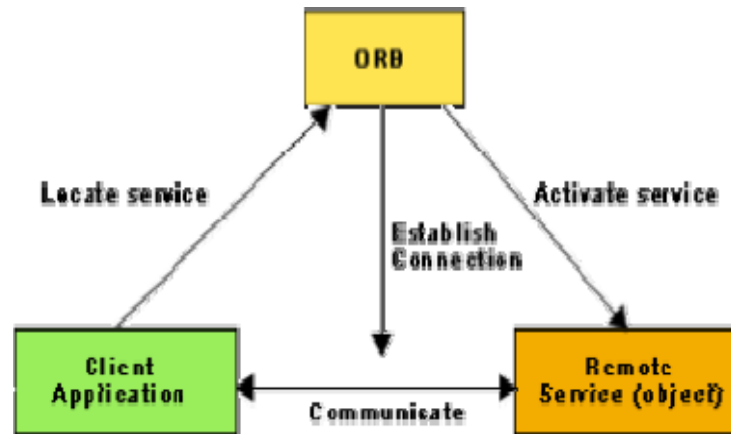 ORB
Locate service
Activate service
Establish
Connection
Client
Application
Remote
Service (object)
Communicate